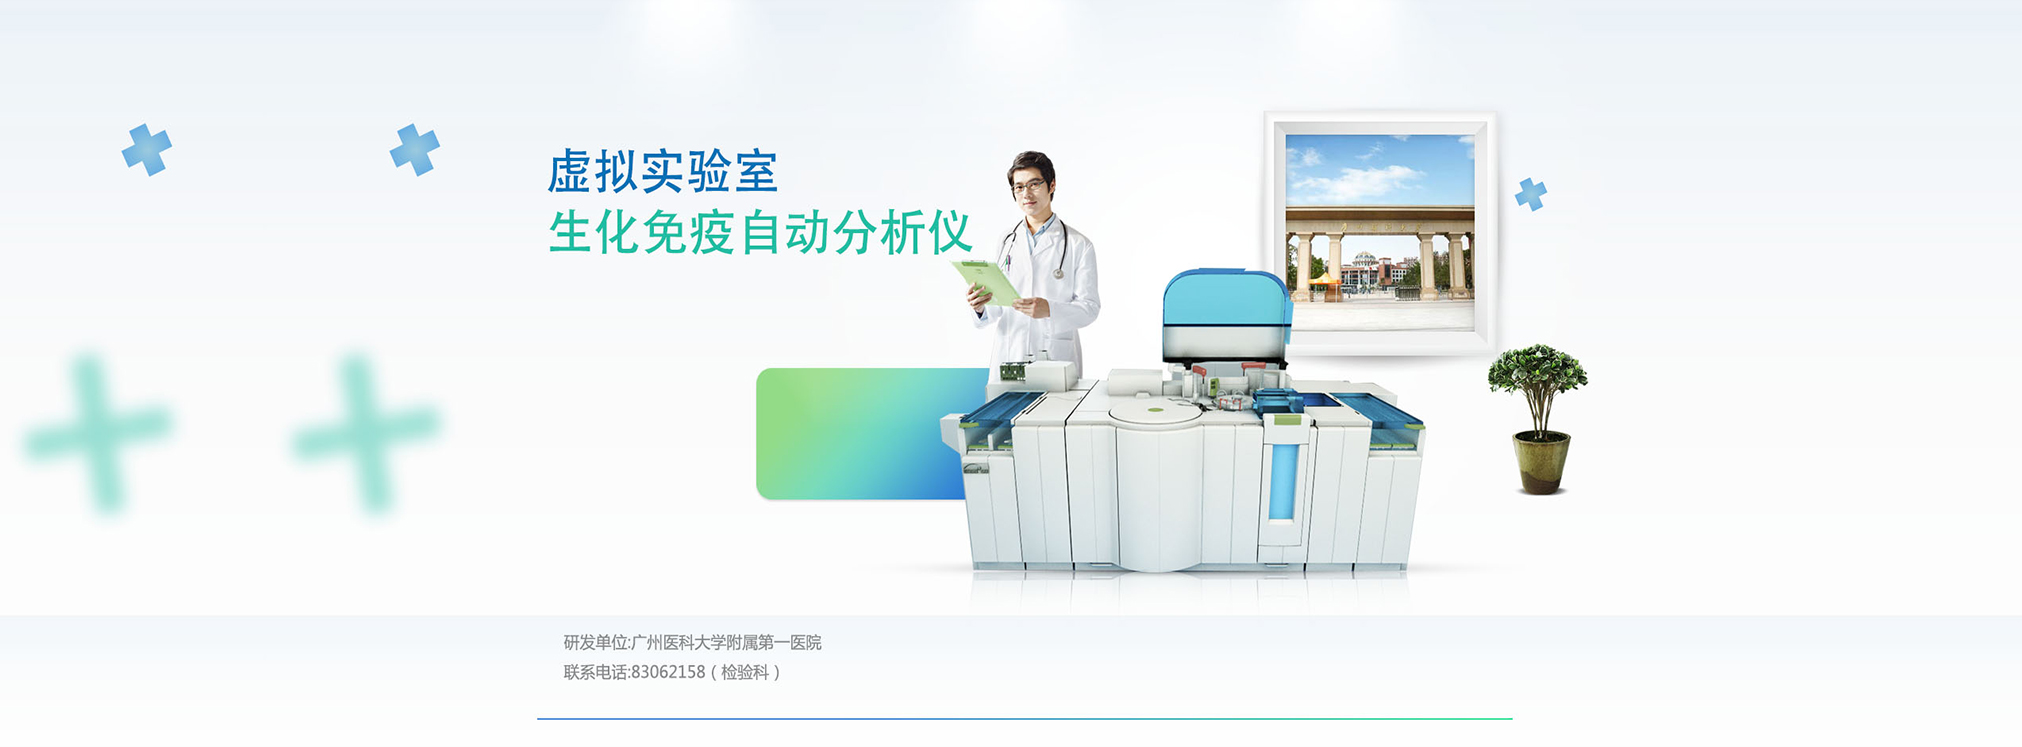 虚拟实验室
生化免疫自动分析仪
研发单位:广州医科大学附属第一医院
联系电话:83062158（检验科）